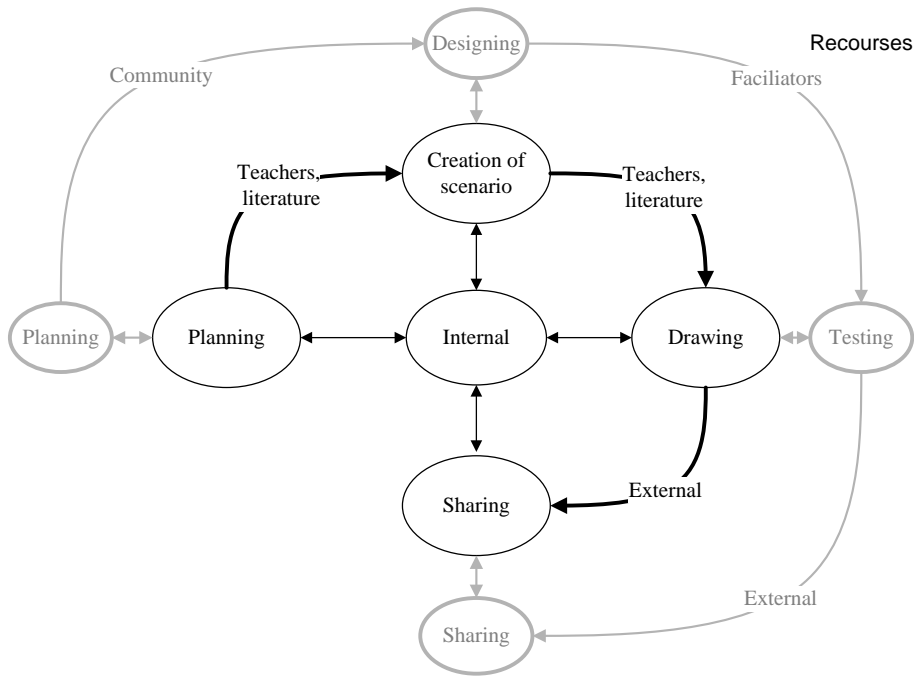 Designing
Recourses
Community
Faciliators
Creation of
scenario
Teachers,
literature
Teachers,
literature
Planning
Planning
Internal
Drawing
Testing
External
Sharing
External
Sharing